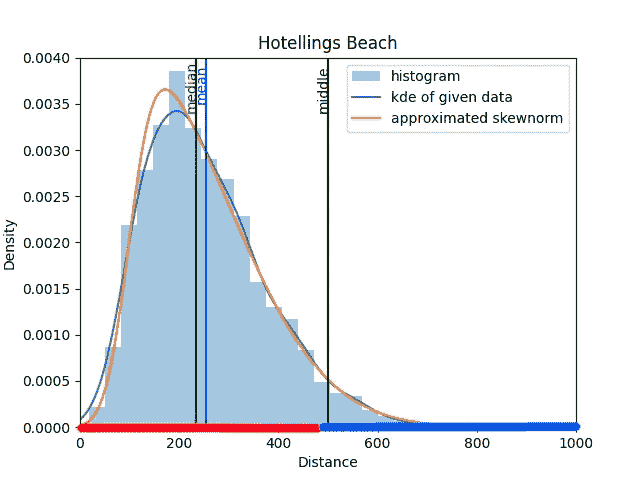 Hotellings Beach
0.0040
0.0035
0.0030
0.0025
0.0020
0.0015
0.0010
0.0005
0.0000
Density
median
mean
middle
histogram
kde of given data
approximated skewnorm
0
200
400
600
800
1000
Distance